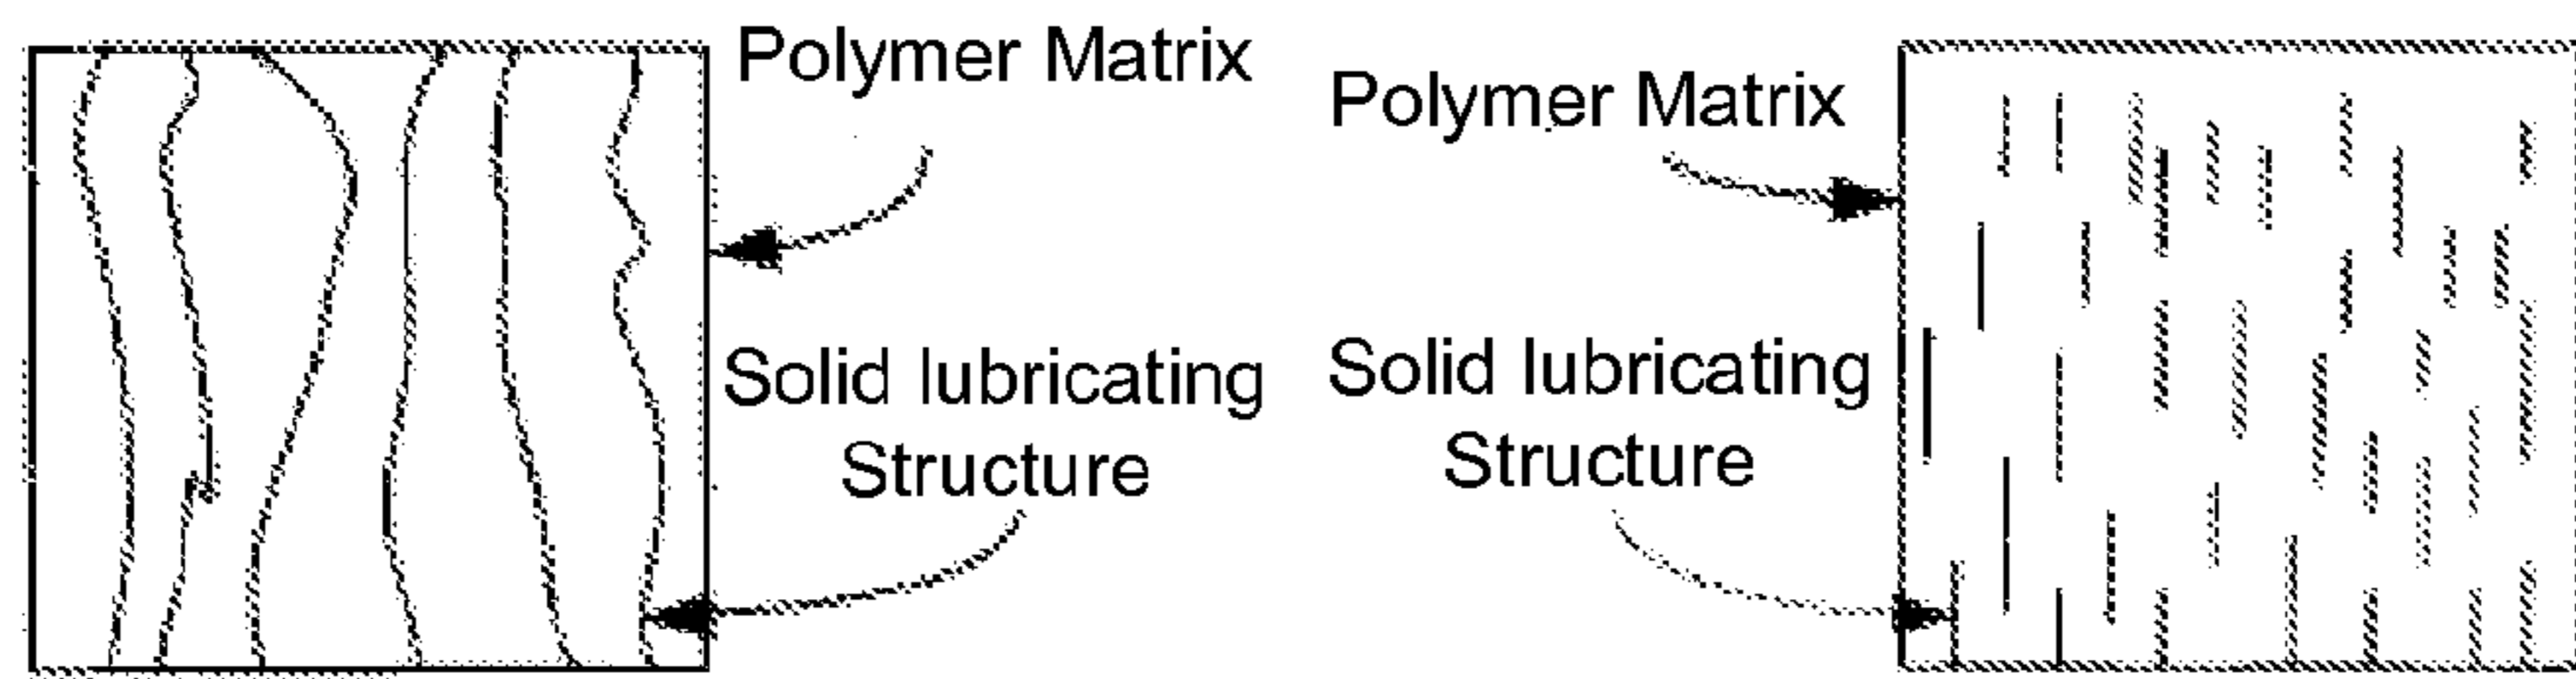 Polymer Matrix
Solid lubricating
Structure
Polymer Matrix
Solid lubricating
Structure